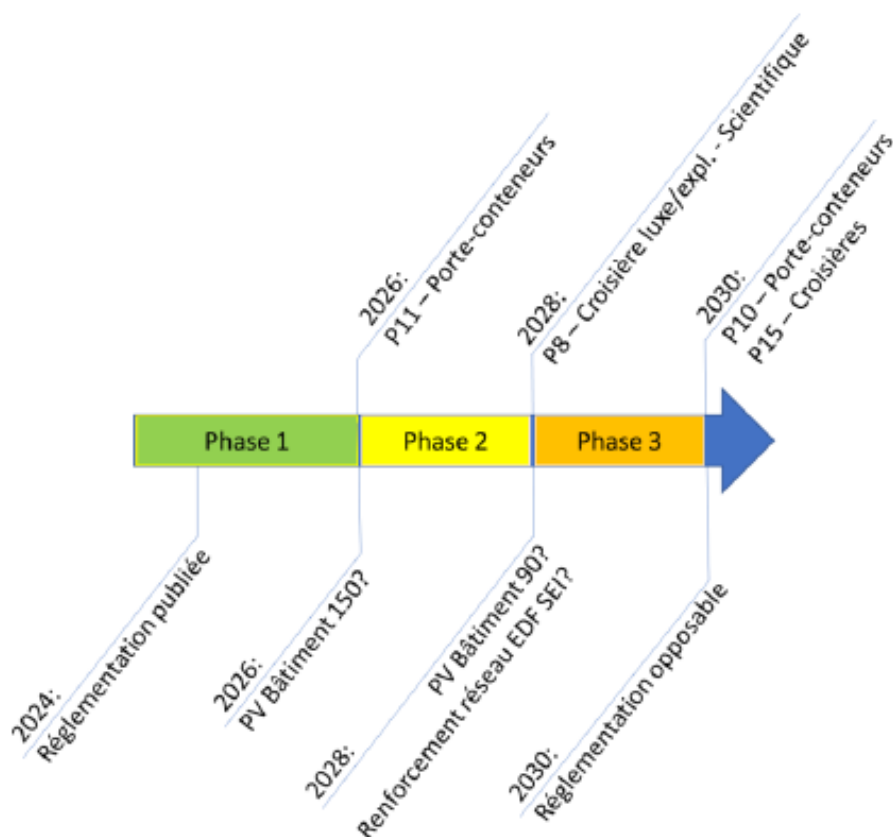 2026:
P11 – Porte-conteneurs
2028:
P8 – Croisière luxe/expl. - Scientifique
2030:
P10 – Porte-conteneurs
P15 – Croisières
Phase 1
Phase 2
Phase 3
2024:
Réglementation publiée
2026:
PV Bâtiment 150?
2028:
PV Bâtiment 90?
Renforcement réseau EDF SEI?
2030:
Réglementation opposable